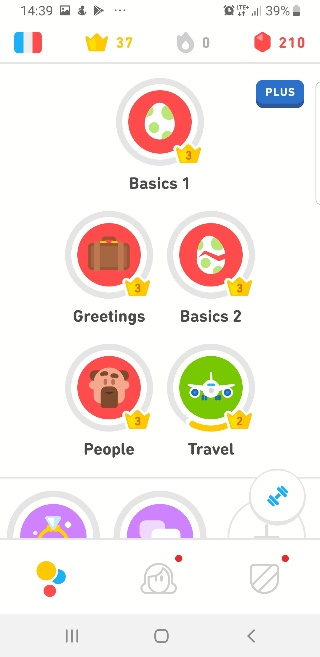 14:39 LTE+ 39%
37 0 210
PLUS
3
Basics 1
3 3
Greetings Basics 2
3 2
People Travel